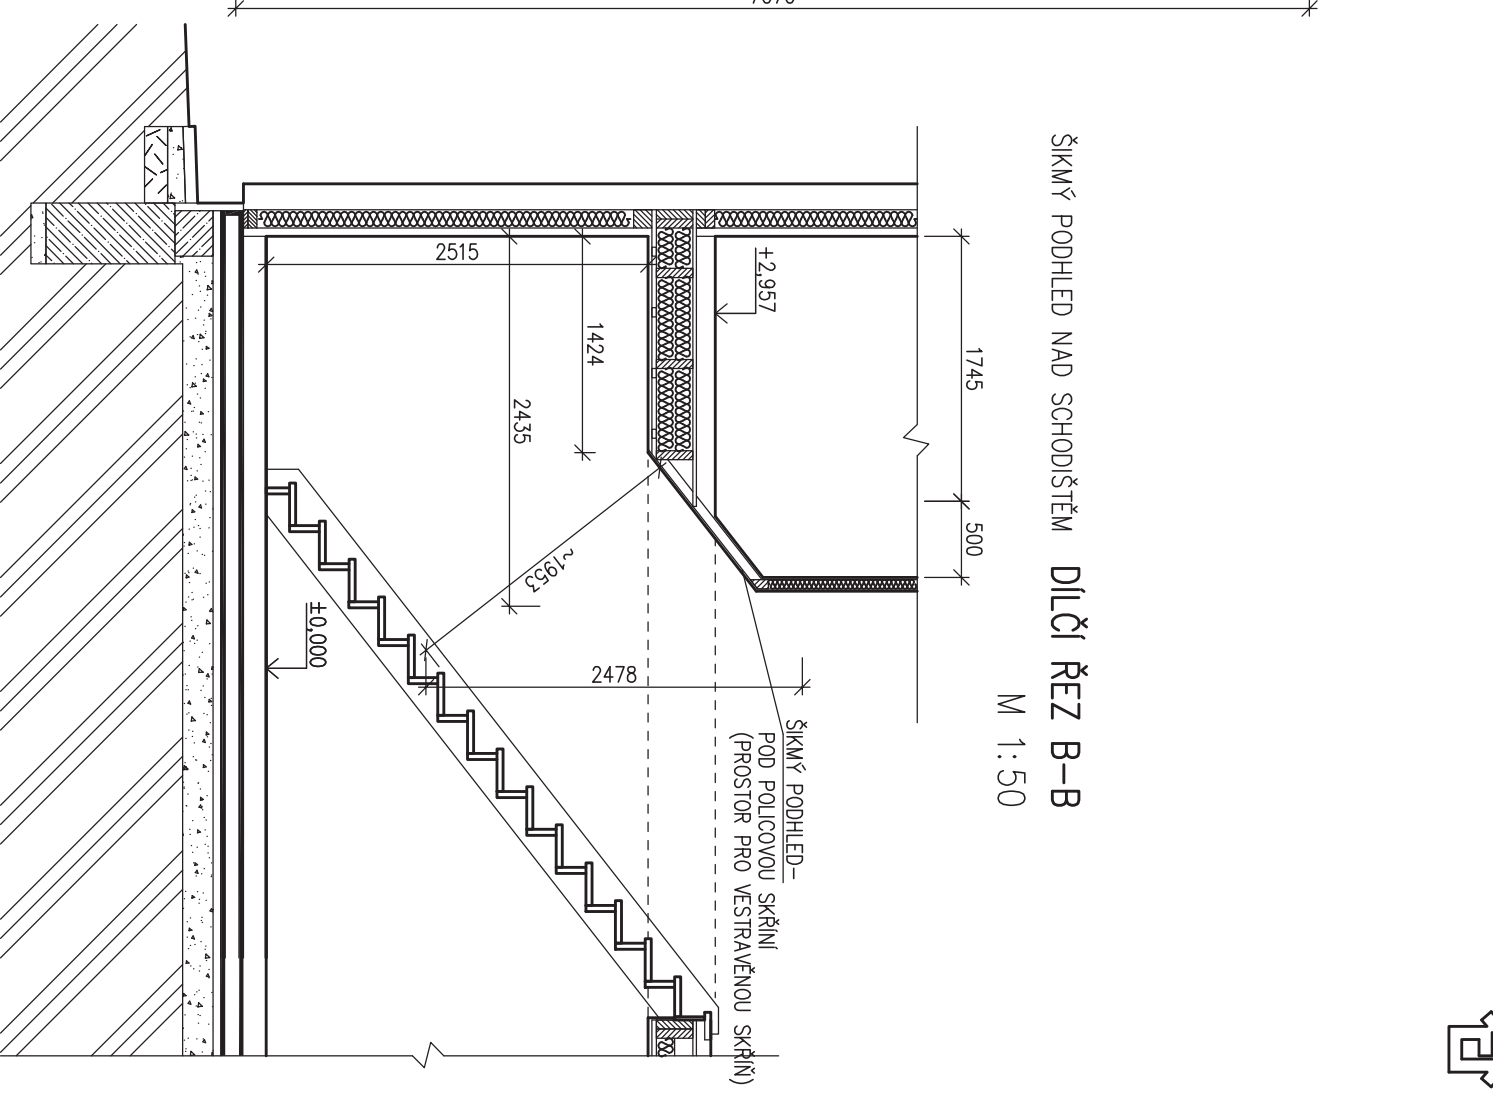 ŠIKMÝ PODHLED NAD SCHODIŠTĚM DÍLČÍ ŘEZ B-B
M 1:50
1745
500
+2,957
2515
1424
2435
~1953
±0,000
2478
ŠIKMÝ PODHLED-
POD POLICOVOU SKŘÍNÍ
(PROSTOR PRO VESTRAVĚNOU SKŘÍŇ)